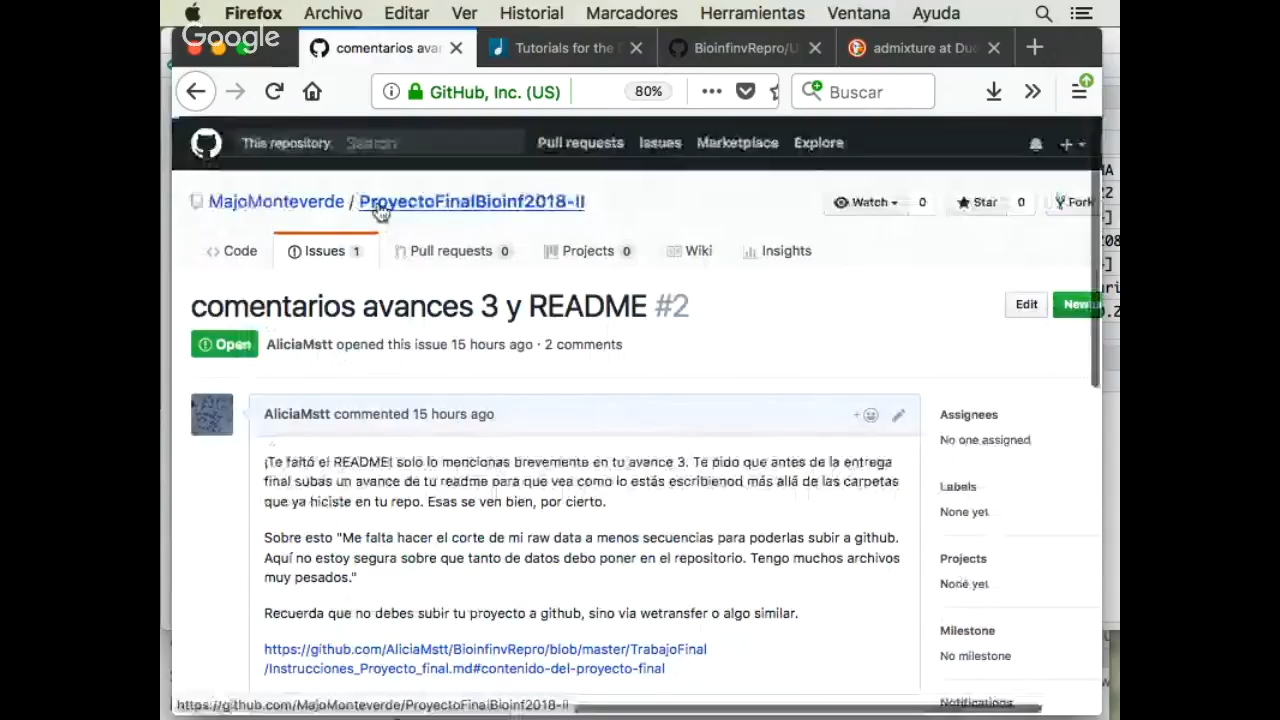 Firefox Archivo Editar Ver Historial Marcadores Herramientas Ventana Ayuda
Google
comentarios ava
Tutorials for the
BioinfinvRepro/
admixture at Du
GitHub, Inc. (US)
80%
Buscar
This repository Search Pull requests Issues Marketplace Explore
MajoMonteverde / ProyectoFinalBioinf2018-II
Watch 0 Star 0 Fork
Code Issues 1 Pull requests 0 Projects 0 Wiki Insights
comentarios avances 3 y README #2
Edit New
Open AliciaMstt opened this issue 15 hours ago · 2 comments
AliciaMstt commented 15 hours ago
Assignees
No one assigned
¡Te faltó el README! solo lo mencionas brevemente en tu avance 3. Te pido que antes de la entrega
final subas un avance de tu readme para que vea como lo estás escribienod más allá de las carpetas
que ya hiciste en tu repo. Esas se ven bien, por cierto.
Labels
None yet
Sobre esto "Me falta hacer el corte de mi raw data a menos secuencias para poderlas subir a github.
Aquí no estoy segura sobre que tanto de datos debo poner en el repositorio. Tengo muchos archivos
muy pesados."
Projects
None yet
Recuerda que no debes subir tu proyecto a github, sino via wetransfer o algo similar.
Milestone
No milestone
https://github.com/AliciaMstt/BioinfinvRepro/blob/master/TrabajoFinal
/Instrucciones_Proyecto_final.md#contenido-del-proyecto-final
Notifications
https://github.com/MajoMonteverde/ProyectoFinalBioinf2018-II